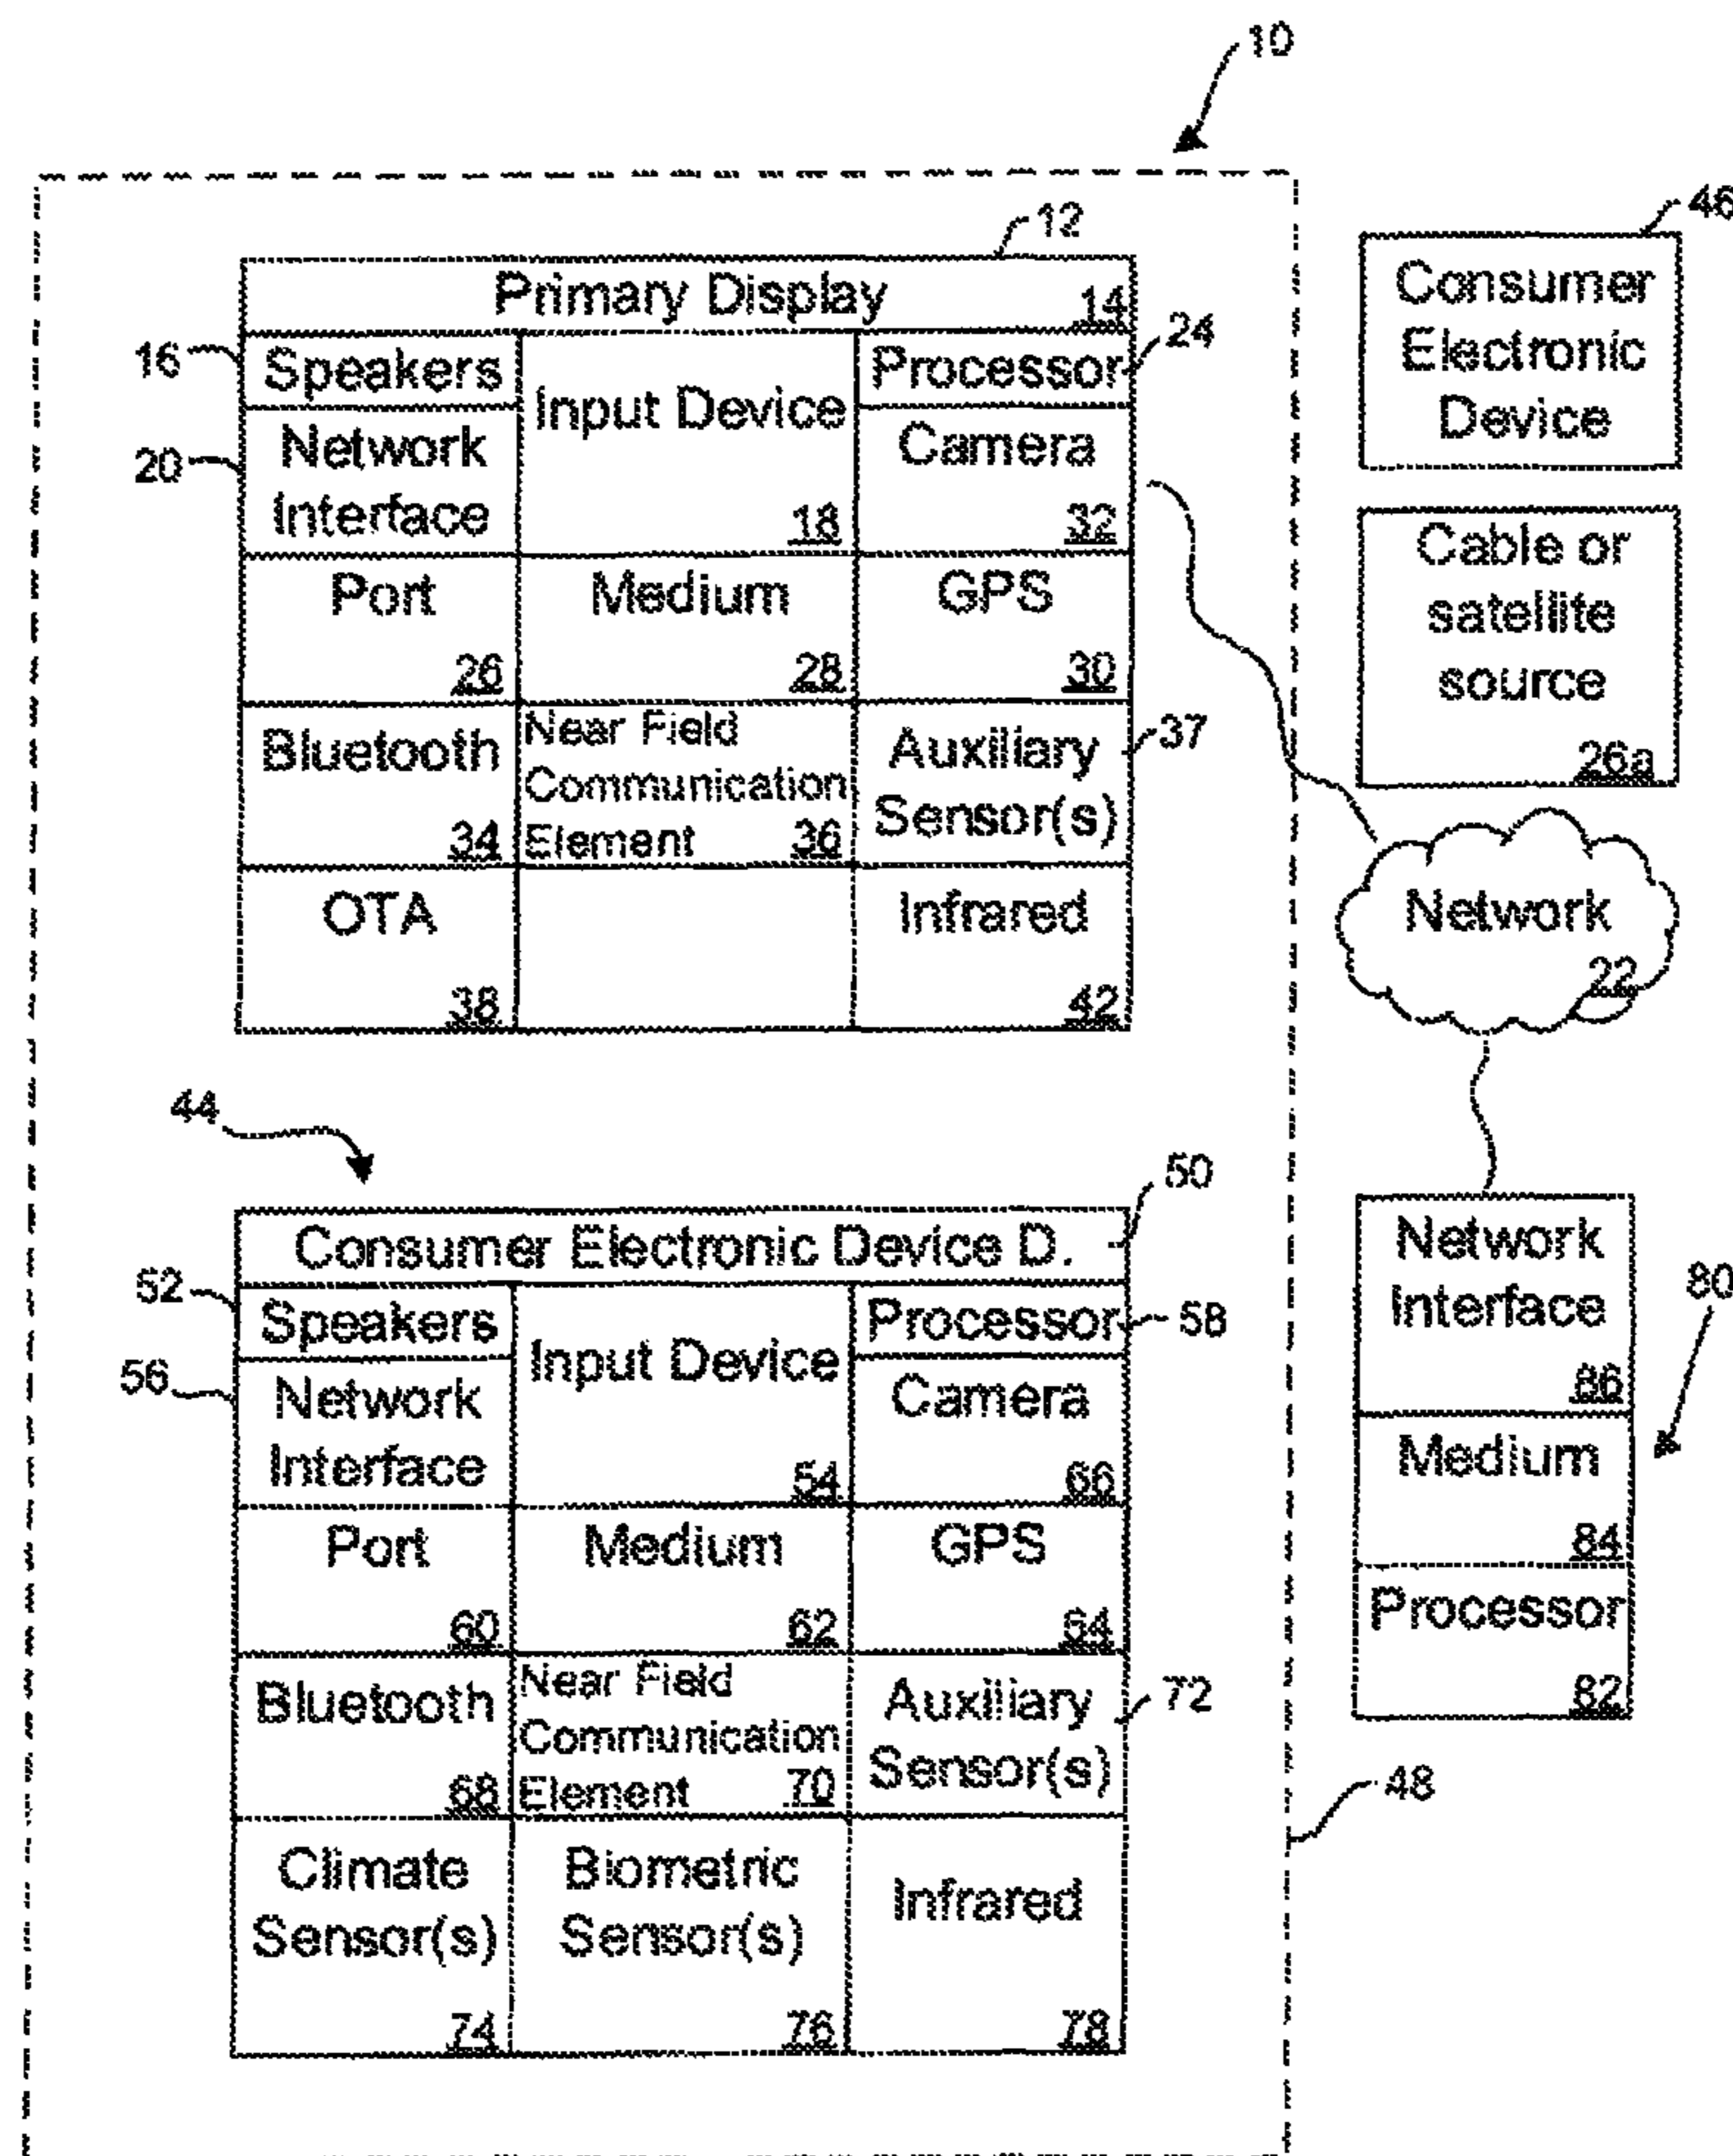 10
12
Primary Display 14
16 Speakers
Input Device
18
Processor 24
20 Network
Interface
Camera
32
Port
26
Medium
28
GPS
30
Bluetooth
34
Near Field
Communication
Element 36
Auxiliary
Sensor(s)
37
OTA
38
Infrared
42
46
Consumer
Electronic
Device
Cable or
satellite
source
26a
Network
22
44
50
Consumer Electronic Device D.
52 Speakers
Input Device
54
Processor 58
56 Network
Interface
Camera
66
Port
60
Medium
62
GPS
64
Bluetooth
68
Near Field
Communication
Element 70
Auxiliary
Sensor(s)
72
Climate
Sensor(s)
74
Biometric
Sensor(s)
76
Infrared
78
Network
Interface
86
80
Medium
84
Processor
82
48